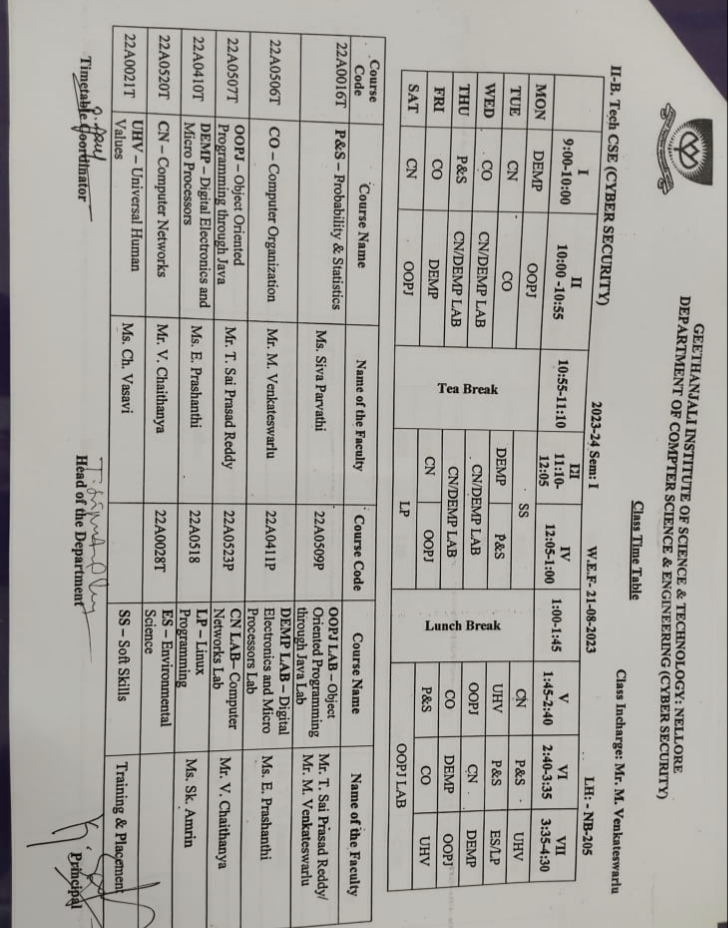 GEETHANJALI INSTITUTE OF SCIENCE & TECHNOLOGY: NELLORE
DEPARTMENT OF COMPTER SCIENCE & ENGINEERING (CYBER SECURITY)
Class Time Table
Class Incharge: Mr. M. Venkateswarlu
II-B. Tech CSE (CYBER SECURITY) 2023-24 Sem: I W.E.F- 21-08-2023 LH: - NB-205
I II III IV V VI VII
9:00-10:00 10:00 -10:55 10:55-11:10 11:10-12:05 12:05-1:00 1:00-1:45 1:45-2:40 2:40-3:35 3:35-4:30
MON DEMP OOPJ SS CN P&S UHV
TUE CN CO DEMP P&S UHV P&S ES/LP
WED CO CN/DEMP LAB CN/DEMP LAB OOPJ CN DEMP
Tea Break Lunch Break
THU P&S CN/DEMP LAB CN/DEMP LAB CO DEMP OOPJ
FRI CO DEMP CN OOPJ P&S CO UHV
SAT CN OOPJ LP OOPJ LAB
Course Code Course Name Name of the Faculty Course Code Course Name Name of the Faculty
22A0016T P&S – Probability & Statistics Ms. Siva Parvathi 22A0509P OOPJ LAB – Object Oriented Programming through Java Lab Mr. T. Sai Prasad Reddy/ Mr. M. Venkateswarlu
22A0506T CO – Computer Organization Mr. M. Venkateswarlu 22A0411P DEMP LAB – Digital Electronics and Micro Processors Lab Ms. E. Prashanthi
22A0507T OOPJ – Object Oriented Programming through Java Mr. T. Sai Prasad Reddy 22A0523P CN LAB– Computer Networks Lab Mr. V. Chaithanya
22A0410T DEMP – Digital Electronics and Micro Processors Ms. E. Prashanthi 22A0518 LP – Linux Programming Ms. Sk. Amrin
22A0520T CN – Computer Networks Mr. V. Chaithanya 22A0028T ES – Environmental Science
22A0021T UHV – Universal Human Values Ms. Ch. Vasavi SS – Soft Skills Training & Placement
Timetable Coordinator Head of the Department Principal